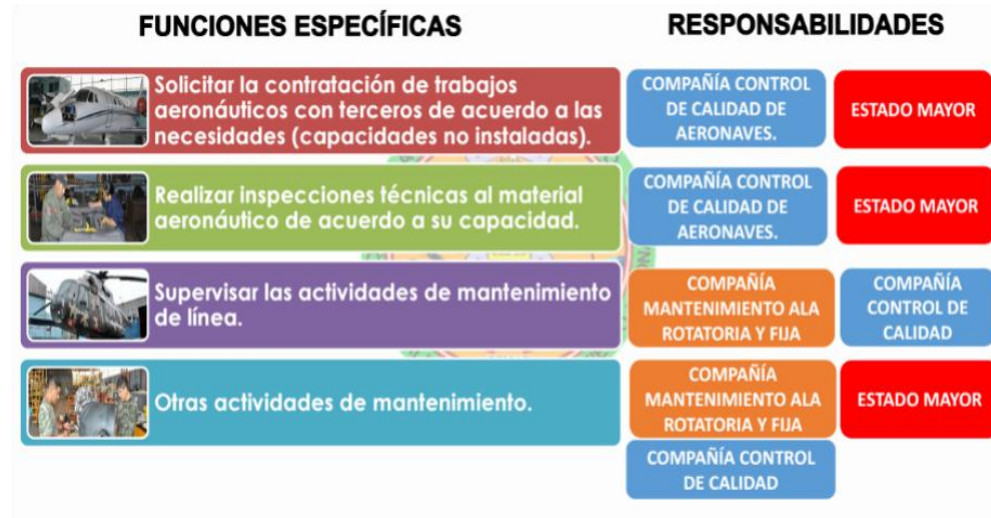 FUNCIONES ESPECÍFICAS
RESPONSABILIDADES
Solicitar la contratación de trabajos
aeronáuticos con terceros de acuerdo a las
necesidades (capacidades no instaladas).
COMPAÑÍA CONTROL
DE CALIDAD DE
AERONAVES.
ESTADO MAYOR
Realizar inspecciones técnicas al material
aeronáutico de acuerdo a su capacidad.
COMPAÑÍA CONTROL
DE CALIDAD DE
AERONAVES.
ESTADO MAYOR
Supervisar las actividades de mantenimiento
de línea.
COMPAÑÍA
MANTENIMIENTO ALA
ROTATORIA Y FIJA
COMPAÑÍA
CONTROL DE
CALIDAD
Otras actividades de mantenimiento.
COMPAÑÍA
MANTENIMIENTO ALA
ROTATORIA Y FIJA
ESTADO MAYOR
COMPAÑÍA CONTROL
DE CALIDAD